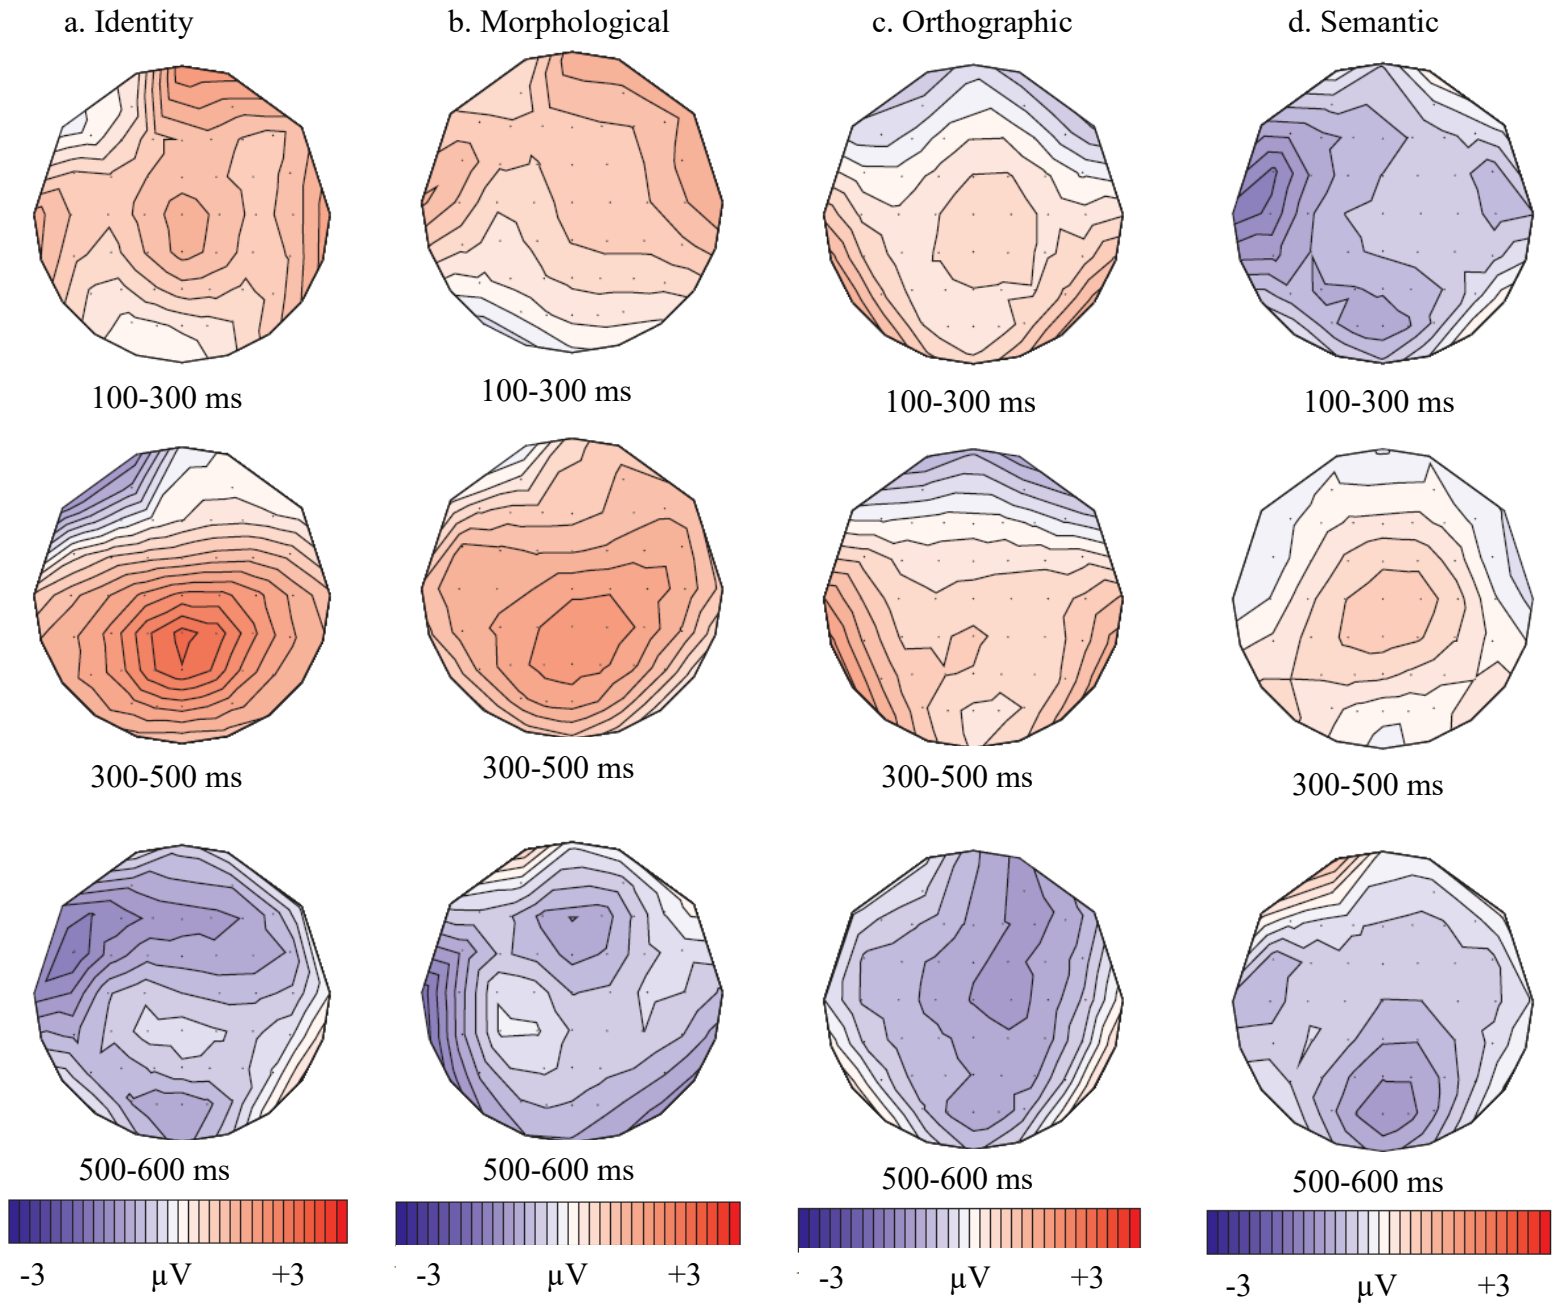 a. Identity b. Morphological c. Orthographic d. Semantic
100-300 ms 100-300 ms 100-300 ms 100-300 ms
300-500 ms 300-500 ms 300-500 ms 300-500 ms
500-600 ms 500-600 ms 500-600 ms 500-600 ms
-3 µV +3 -3 µV +3 -3 µV +3 -3 µV +3